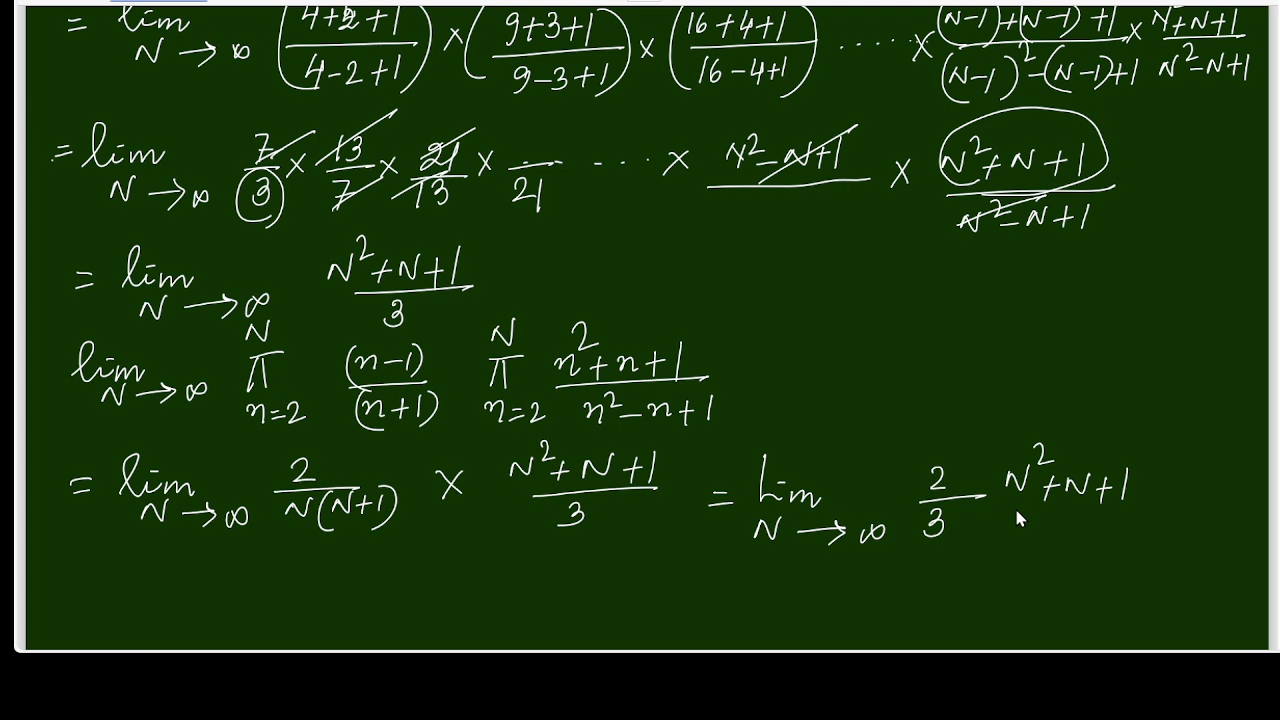 = lim N → ∞ (4+2+1 / 4-2+1) × (9+3+1 / 9-3+1) × (16+4+1 / 16-4+1) ..... × (N-1)+(N-1)+1 / (N-1)²-(N-1)+1 × N²+N+1 / N²-N+1
= lim N → ∞ 7/3 × 13/7 × 21/13 × —/21 .... × N²-N+1 / — × N²+N+1 / N²-N+1
= lim N → ∞ N²+N+1 / 3
lim N → ∞ π N n=2 (n-1) / (n+1) π N n=2 n²+n+1 / n²-n+1
= lim N → ∞ 2 / N(N+1) × N²+N+1 / 3 = Lim N → ∞ 2/3 N²+N+1